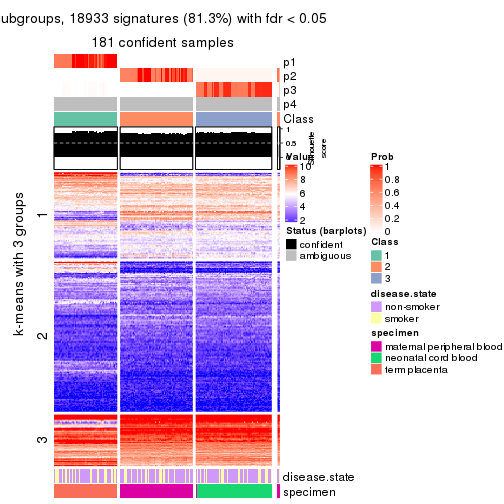 ubgroups, 18933 signatures (81.3%) with fdr < 0.05
181 confident samples
p1
p2
p3
p4
Class
1
0.5
0
Silhouette
score
k-means with 3 groups
1
2
3
disease.state
specimen
Value
10
8
6
4
2
Status (barplots)
confident
ambiguous
Prob
1
0.8
0.6
0.4
0.2
0
Class
1
2
3
disease.state
non-smoker
smoker
specimen
maternal peripheral blood
neonatal cord blood
term placenta